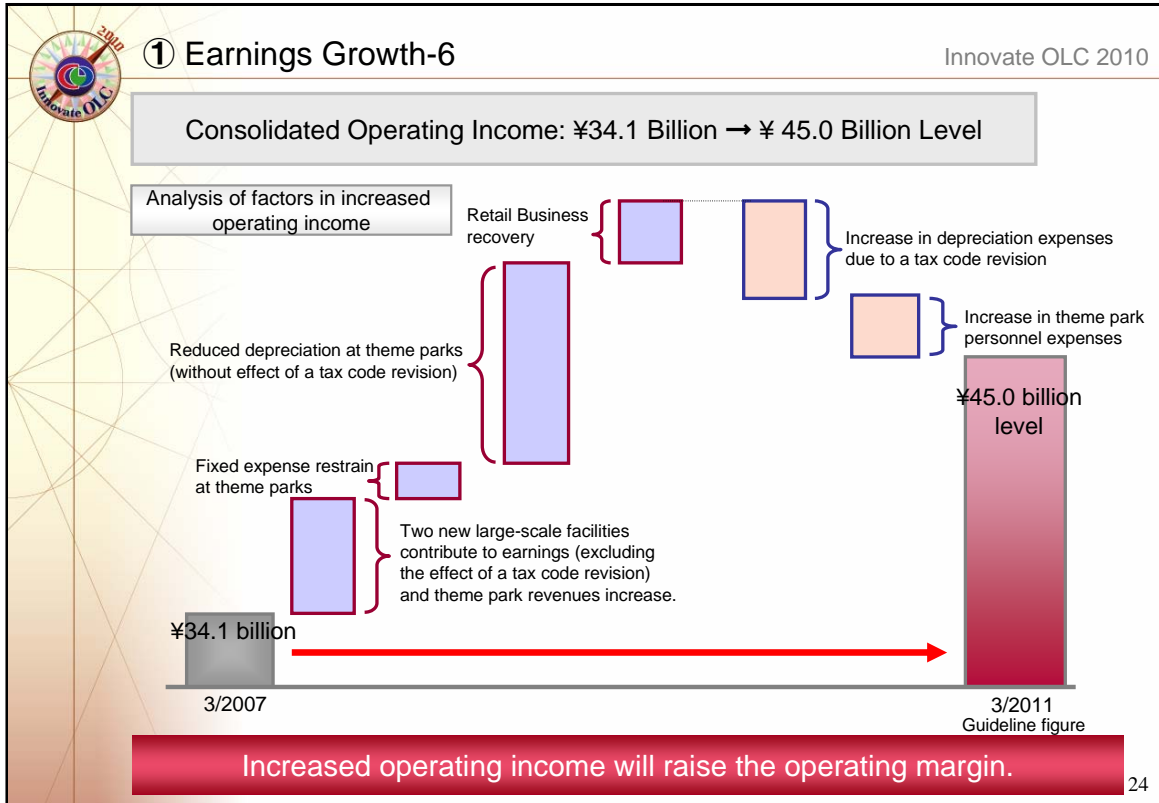 2010
Innovate OLC
① Earnings Growth-6
Innovate OLC 2010
Consolidated Operating Income: ¥34.1 Billion → ¥ 45.0 Billion Level
Analysis of factors in increased
operating income
Retail Business
recovery
Increase in depreciation expenses
due to a tax code revision
Increase in theme park
personnel expenses
Reduced depreciation at theme parks
(without effect of a tax code revision)
¥45.0 billion
level
Fixed expense restrain
at theme parks
Two new large-scale facilities
contribute to earnings (excluding
the effect of a tax code revision)
and theme park revenues increase.
¥34.1 billion
3/2007
3/2011
Guideline figure
Increased operating income will raise the operating margin.
24